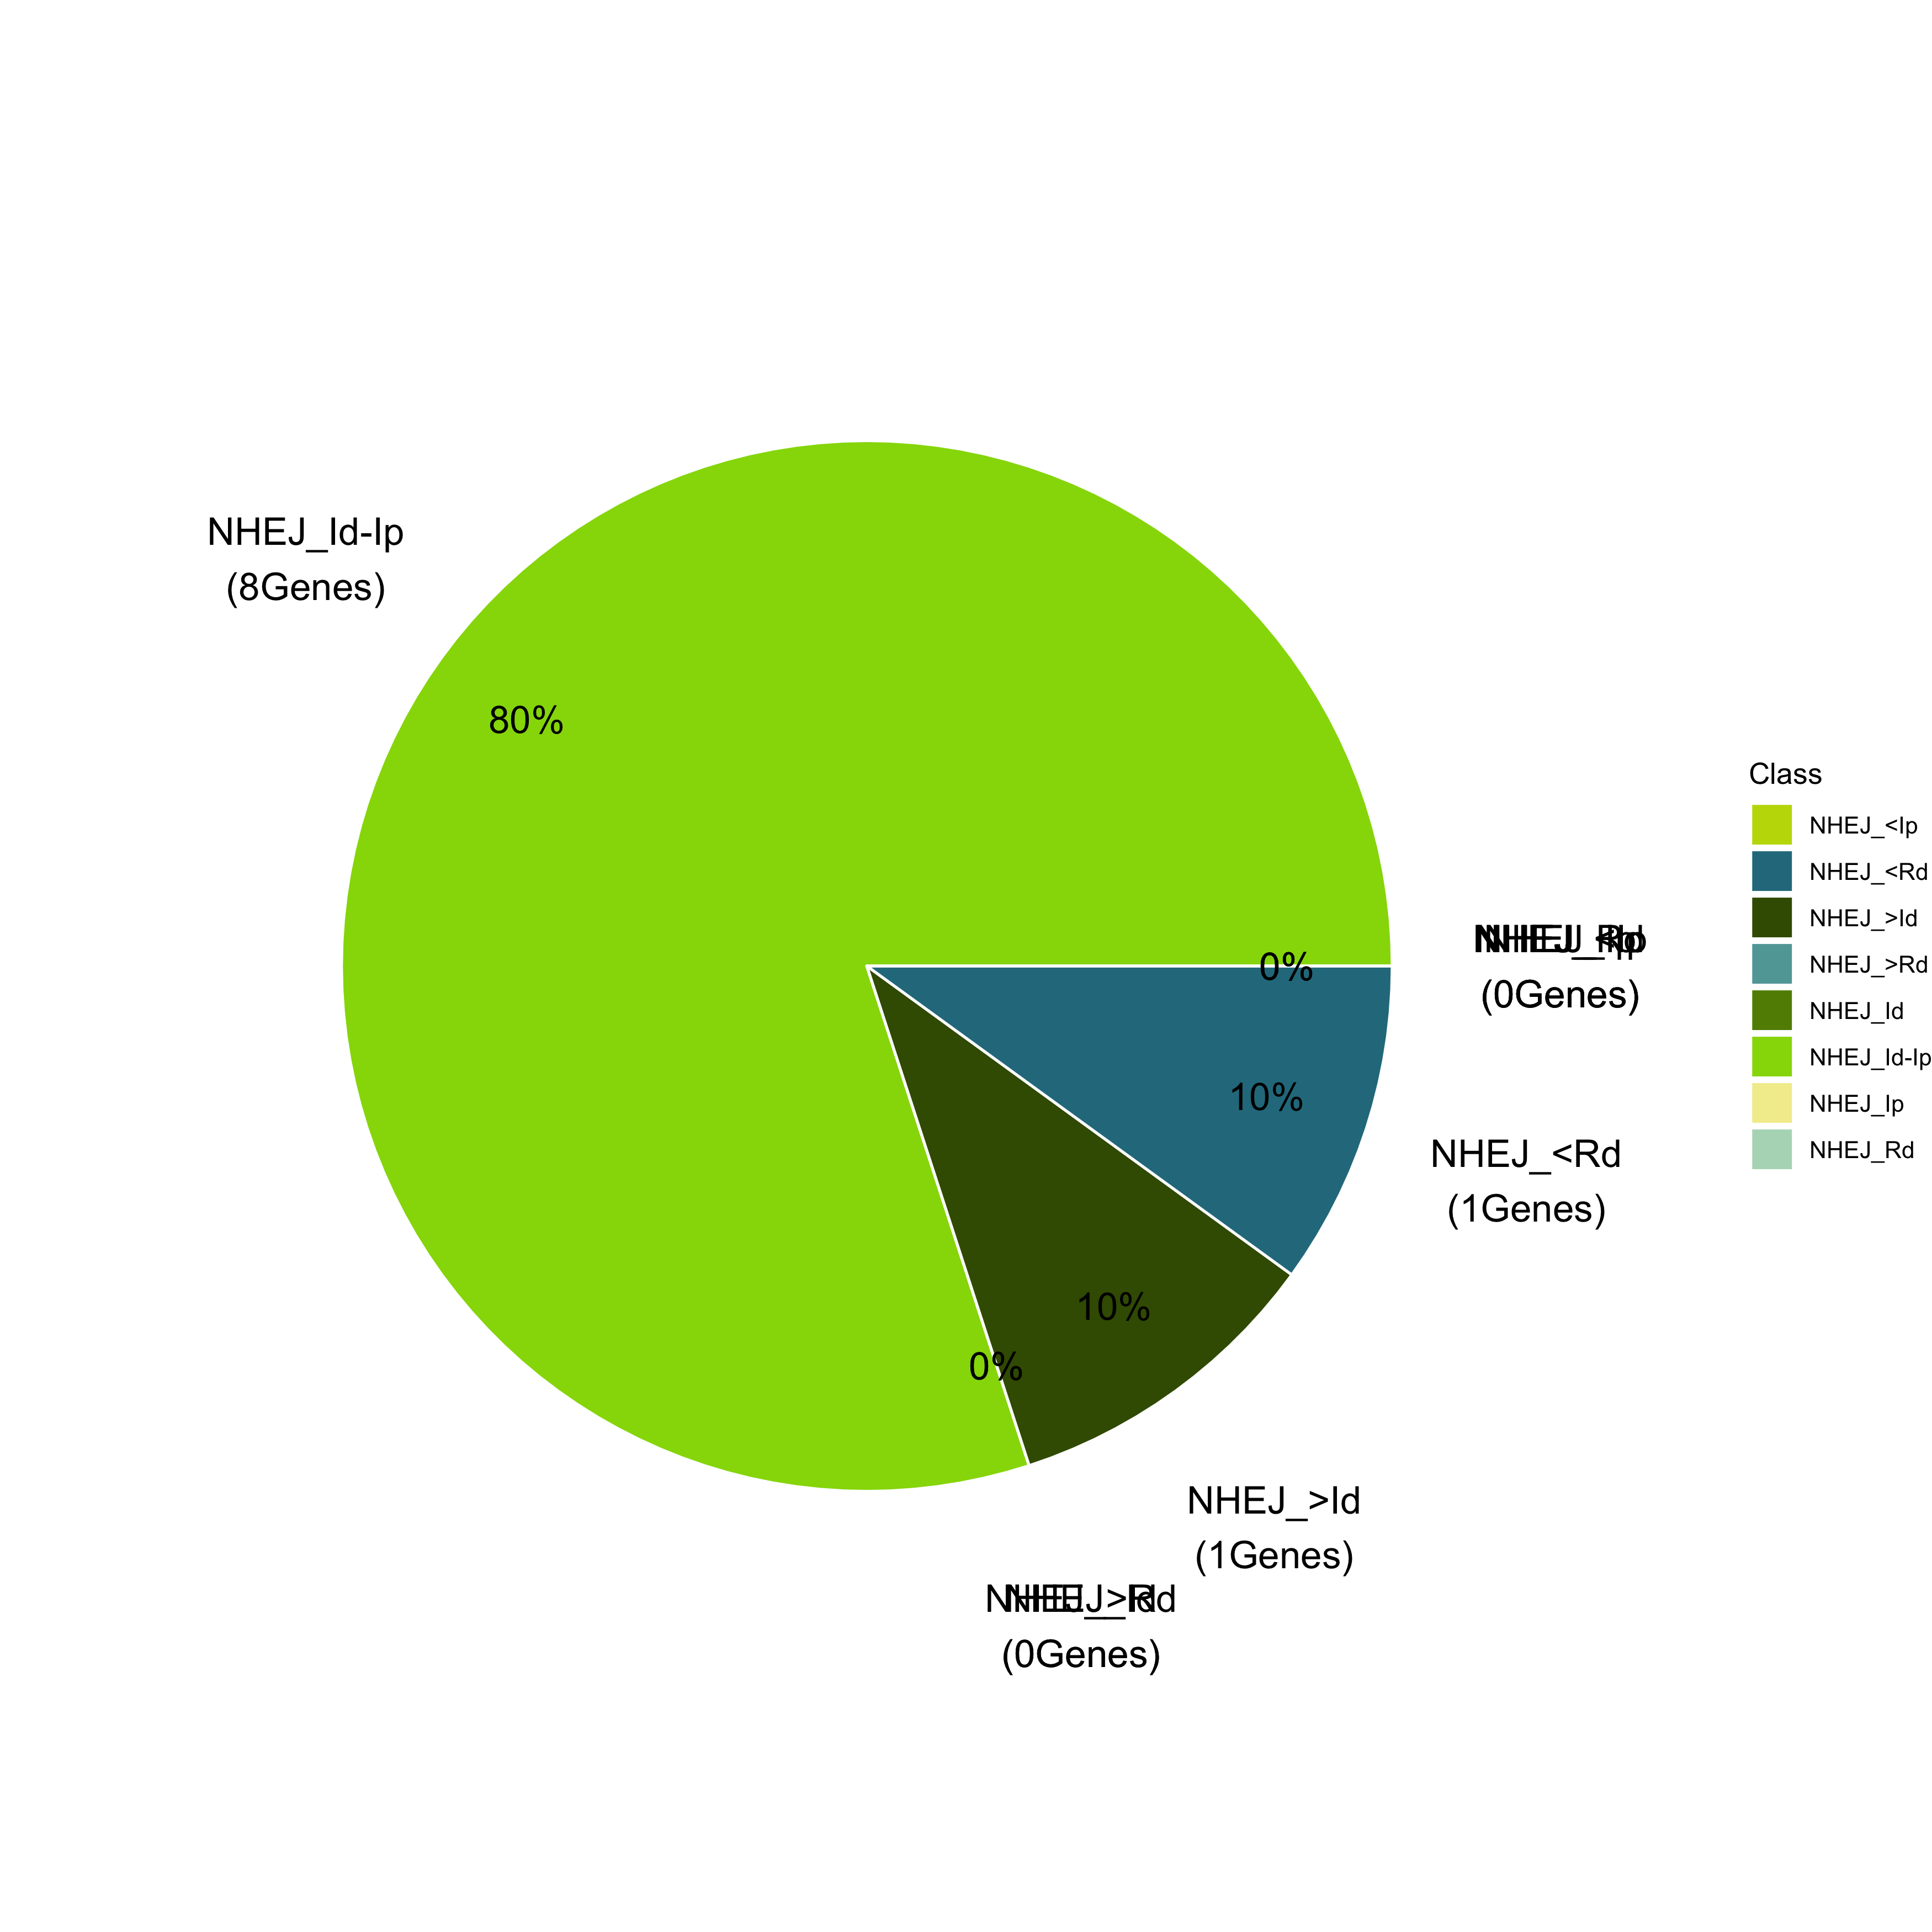 NHEJ_Id-Ip
(8Genes)
80%
0%
(0Genes)
10%
NHEJ_<Rd
(1Genes)
10%
0%
NHEJ_>Id
(1Genes)
(0Genes)
Class
NHEJ_<Ip
NHEJ_<Rd
NHEJ_>Id
NHEJ_>Rd
NHEJ_Id
NHEJ_Id-Ip
NHEJ_Ip
NHEJ_Rd